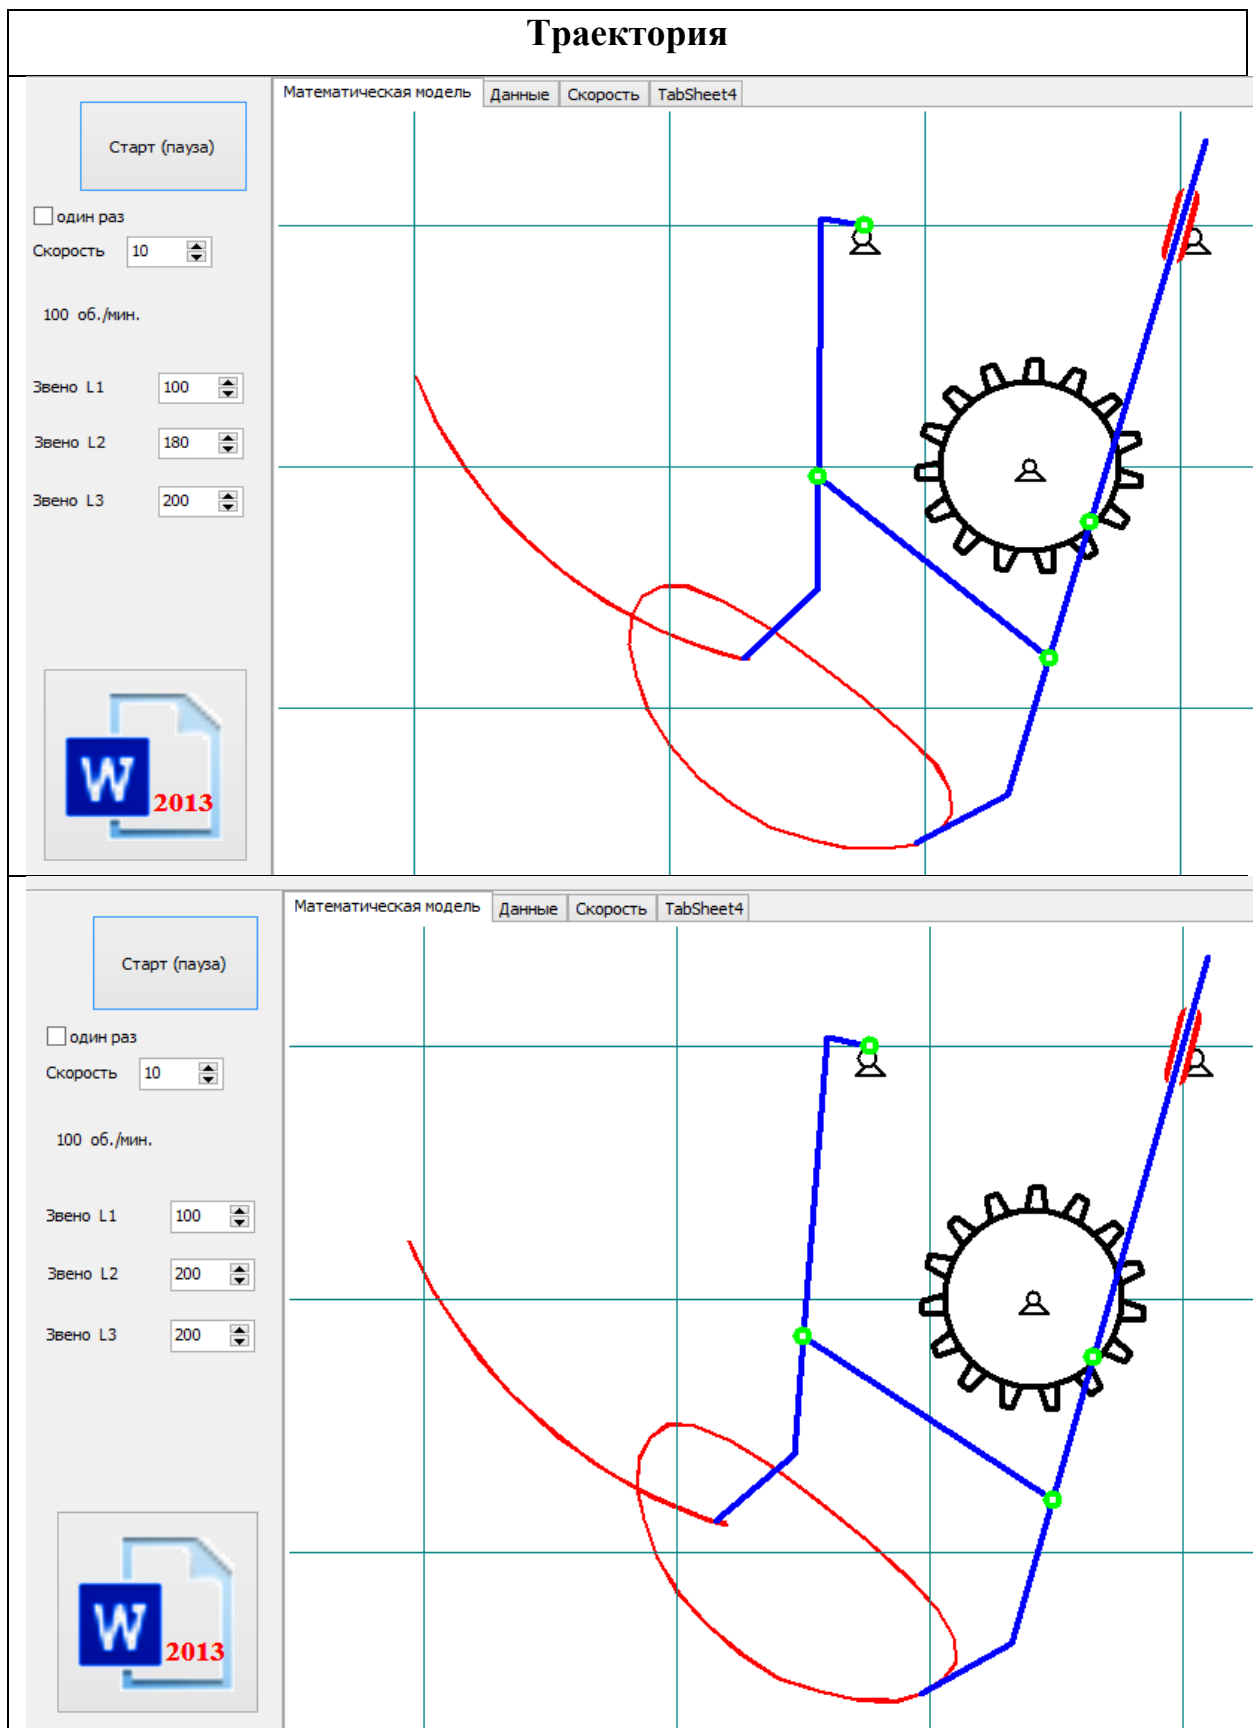 Траектория
Математическая модель Данные Скорость TabSheet4
Старт (пауза)
один раз
Скорость 10
100 об./мин.
Звено L1 100
Звено L2 180
Звено L3 200
W 2013
Математическая модель Данные Скорость TabSheet4
Старт (пауза)
один раз
Скорость 10
100 об./мин.
Звено L1 100
Звено L2 200
Звено L3 200
W 2013